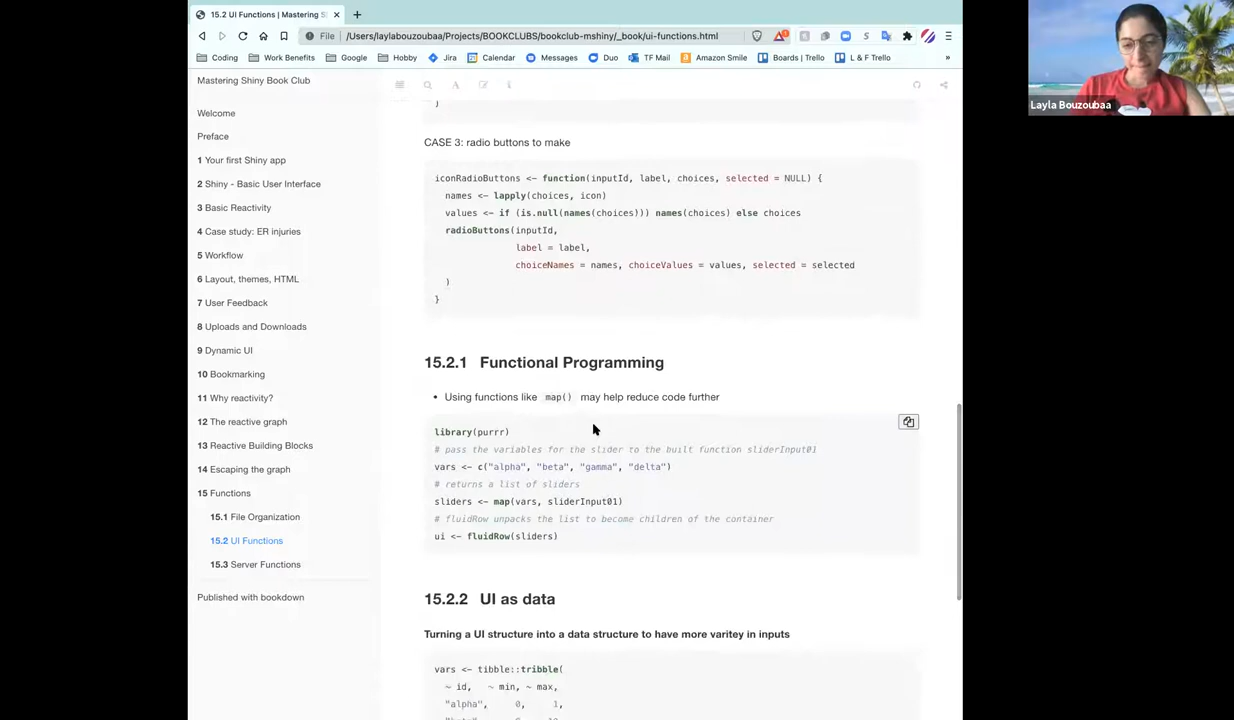 15.2 UI Functions | Mastering S
File
/Users/laylabouzoubaa/Projects/BOOKCLUBS/bookclub-mshiny/_book/ui-functions.html
Coding
Work Benefits
Google
Hobby
Jira
Calendar
Messages
Duo
TF Mail
Amazon Smile
Boards | Trello
L & F Trello
»
Layla Bouzoubaa
Mastering Shiny Book Club
Welcome
Preface
1 Your first Shiny app
2 Shiny - Basic User Interface
3 Basic Reactivity
4 Case study: ER injuries
5 Workflow
6 Layout, themes, HTML
7 User Feedback
8 Uploads and Downloads
9 Dynamic UI
10 Bookmarking
11 Why reactivity?
12 The reactive graph
13 Reactive Building Blocks
14 Escaping the graph
15 Functions
15.1 File Organization
15.2 UI Functions
15.3 Server Functions
Published with bookdown
)
CASE 3: radio buttons to make
iconRadioButtons <- function(inputId, label, choices, selected = NULL) {
names <- lapply(choices, icon)
values <- if (is.null(names(choices))) names(choices) else choices
radioButtons(inputId,
label = label,
choiceNames = names, choiceValues = values, selected = selected
)
}
15.2.1 Functional Programming
• Using functions like map() may help reduce code further
library(purrr)
# pass the variables for the slider to the built function sliderInput01
vars <- c("alpha", "beta", "gamma", "delta")
# returns a list of sliders
sliders <- map(vars, sliderInput01)
# fluidRow unpacks the list to become children of the container
ui <- fluidRow(sliders)
15.2.2 UI as data
Turning a UI structure into a data structure to have more varitey in inputs
vars <- tibble::tribble(
~ id, ~ min, ~ max,
"alpha", 0, 1,